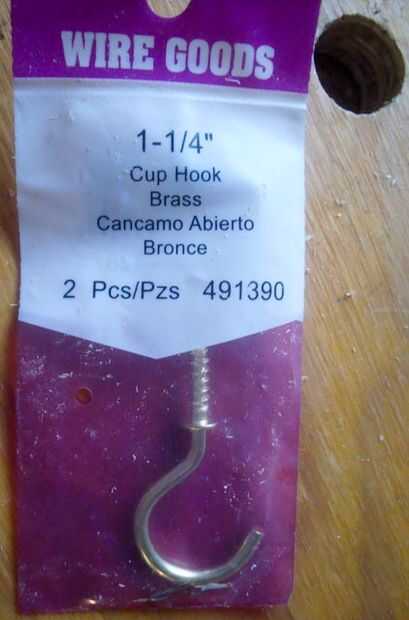 WIRE GOODS
1-1/4"
Cup Hook
Brass
Cancamo Abierto
Bronce
2 Pcs/Pzs 491390